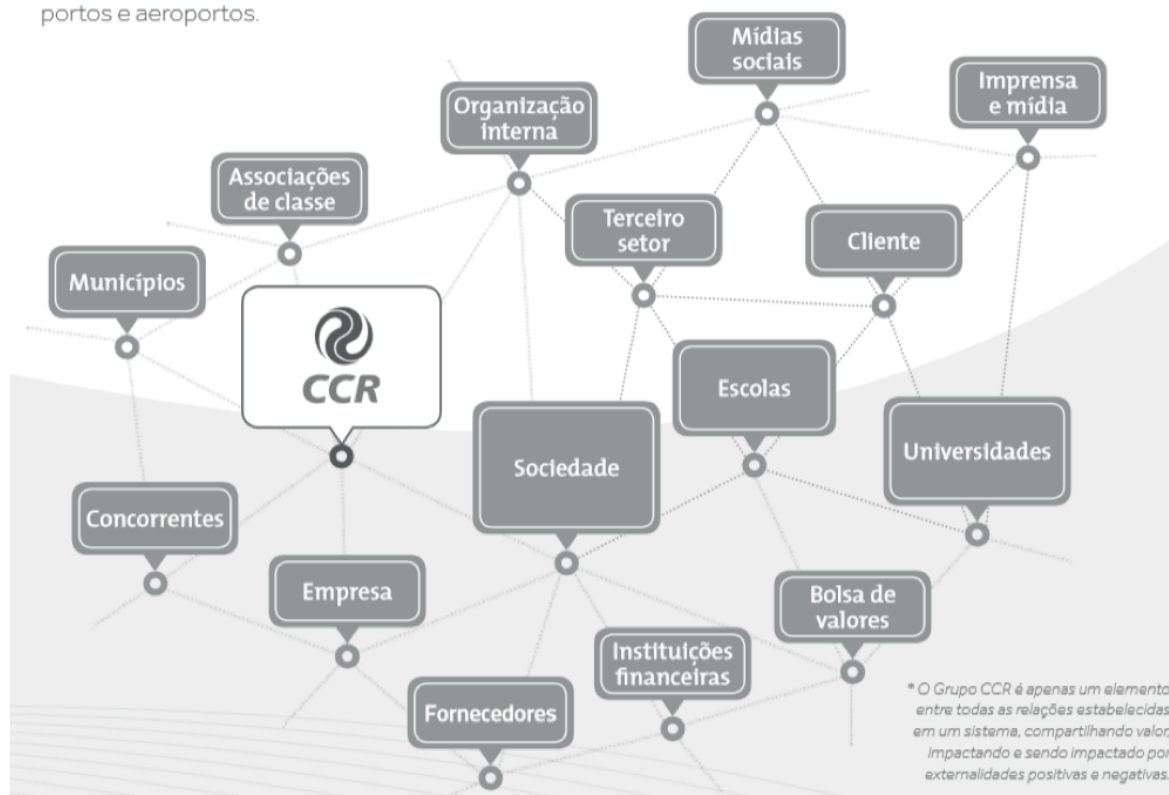 portos e aeroportos.
Mídias
sociais
Imprensa
e mídia
Organização
interna
Associações
de classe
Terceiro
setor
Cliente
Municípios
CCR
Escolas
Universidades
Sociedade
Concorrentes
Empresa
Bolsa de
valores
Instituições
financeiras
Fornecedores
* O Grupo CCR é apenas um elemento
entre todas as relações estabelecidas
em um sistema, compartilhando valor,
impactando e sendo impactado por
externalidades positivas e negativas.